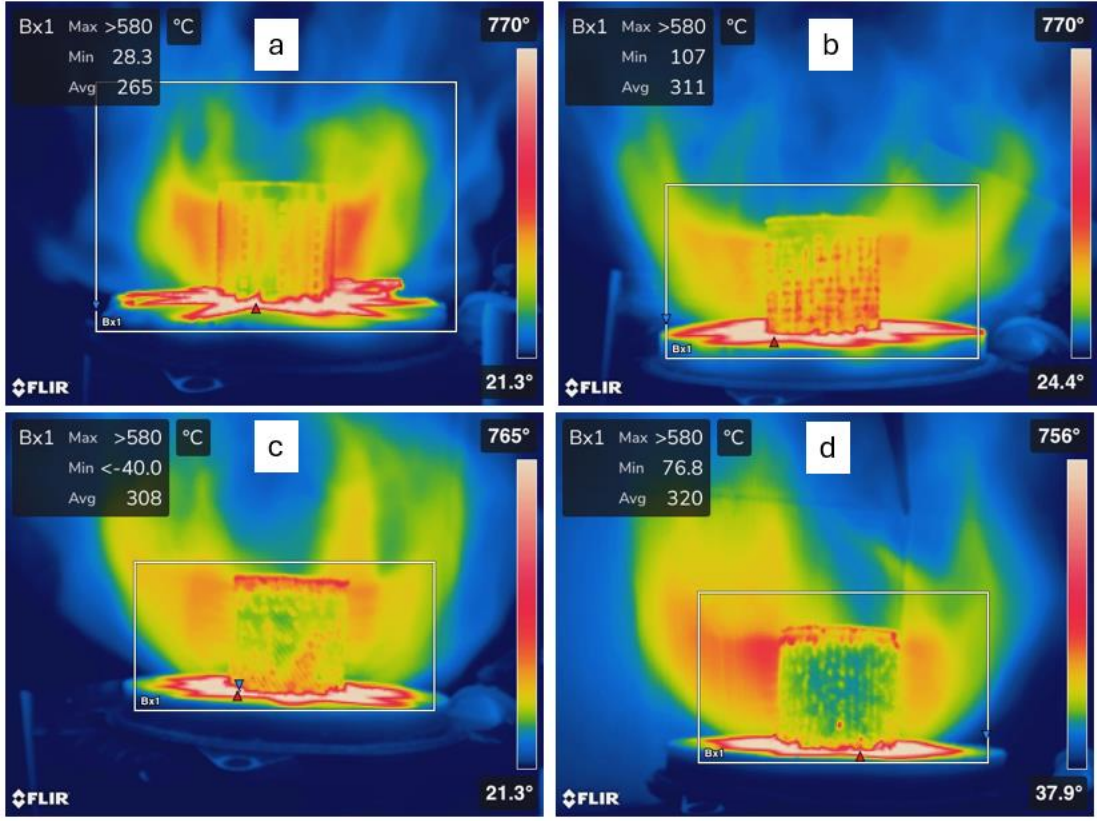 Bx1 Max >580 °C
Min 28.3
Avg 265
a
770°
Bx1
FLIR
21.3°
Bx1 Max >580 °C
Min 107
Avg 311
b
770°
Bx1
FLIR
24.4°
Bx1 Max >580 °C
Min <-40.0
Avg 308
c
765°
Bx1
FLIR
21.3°
Bx1 Max >580 °C
Min 76.8
Avg 320
d
756°
Bx1
FLIR
37.9°